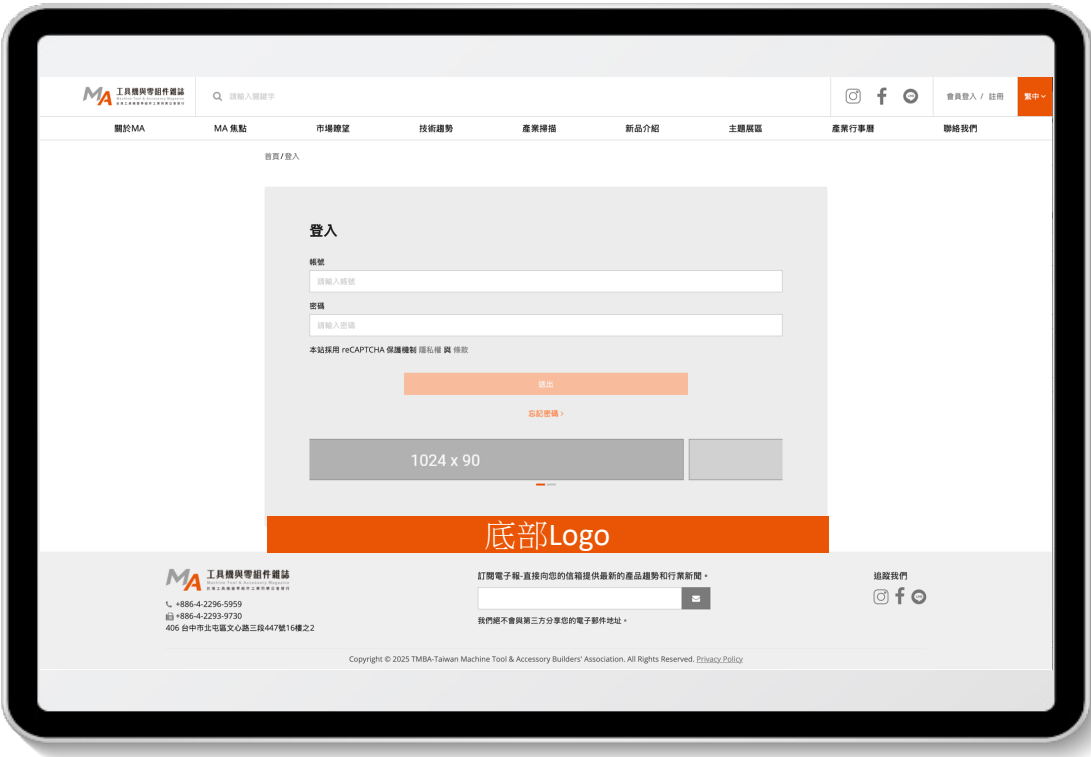 MA 工具機與零組件雜誌
Machine Tool & Accessory Magazine
請輸入關鍵字
會員登入 / 註冊
繁中
關於MA
MA 焦點
市場瞭望
技術趨勢
產業掃描
新品介紹
主題展區
產業行事曆
聯絡我們
首頁/登入
登入
帳號
請輸入帳號
密碼
請輸入密碼
本站採用 reCAPTCHA 保護機制 隱私權 與 條款
送出
忘記密碼 >
1024 x 90
底部Logo
MA 工具機與零組件雜誌
Machine Tool & Accessory Magazine
+886-4-2296-5959
+886-4-2293-9730
406 台中市北屯區文心路三段447號16樓之2
訂閱電子報-直接向您的信箱提供最新的產品趨勢和行業新聞。
我們絕不會與第三方分享您的電子郵件地址。
追蹤我們
Copyright © 2025 TMBA-Taiwan Machine Tool & Accessory Builders' Association. All Rights Reserved. Privacy Policy